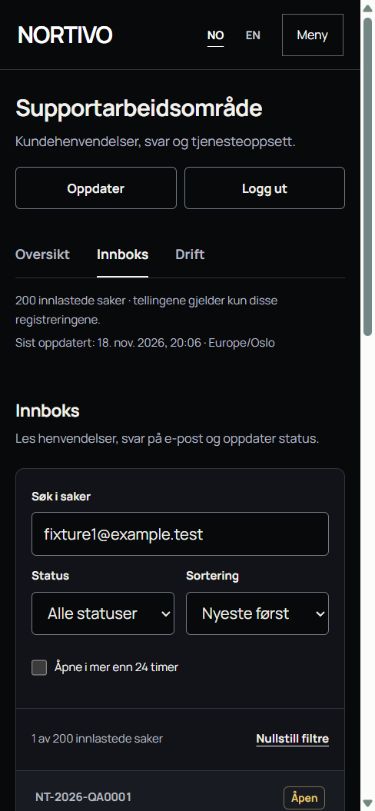 NORTIVO
NO EN Meny
Supportarbeidsområde
Kundehenvendelser, svar og tjenesteoppsett.
Oppdater Logg ut
Oversikt Innboks Drift
200 innlastede saker · tellingene gjelder kun disse
registreringene.
Sist oppdatert: 18. nov. 2026, 20:06 · Europe/Oslo
Innboks
Les henvendelser, svar på e-post og oppdater status.
Søk i saker
fixture1@example.test
Status Sortering
Alle statuser Nyeste først
Åpne i mer enn 24 timer
1 av 200 innlastede saker Nullstill filtre
NT-2026-QA0001 Åpen